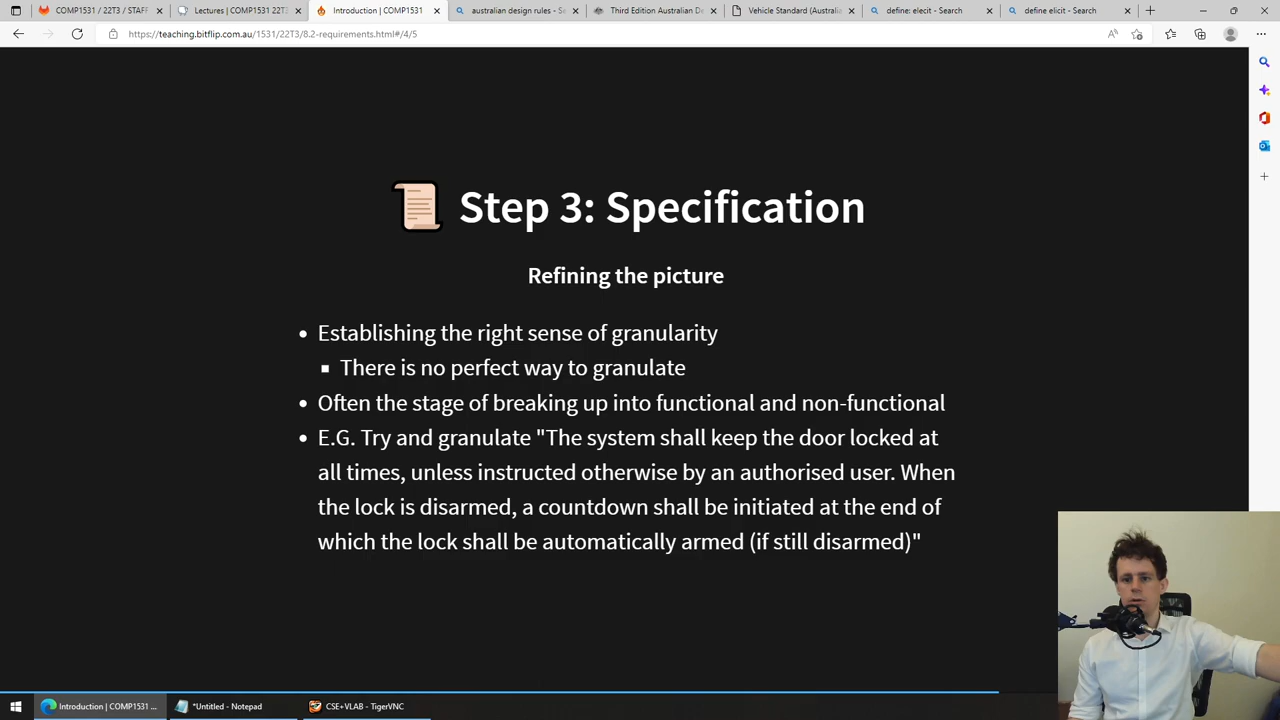 COMP1531 / 22T3 / STAFF
Lectures | COMP1531 22T3
Introduction | COMP1531
australian design rules - Se
Third Edition Australian De
Vehicle Standard (Australia
define: elecit - Search
define elicit - Search
https://teaching.bitflip.com.au/1531/22T3/8.2-requirements.html#/4/5
Step 3: Specification
Refining the picture
Establishing the right sense of granularity
There is no perfect way to granulate
Often the stage of breaking up into functional and non-functional
E.G. Try and granulate "The system shall keep the door locked at
all times, unless instructed otherwise by an authorised user. When
the lock is disarmed, a countdown shall be initiated at the end of
which the lock shall be automatically armed (if still disarmed)"
Introduction | COMP1531 ...
*Untitled - Notepad
CSE+VLAB - TigerVNC